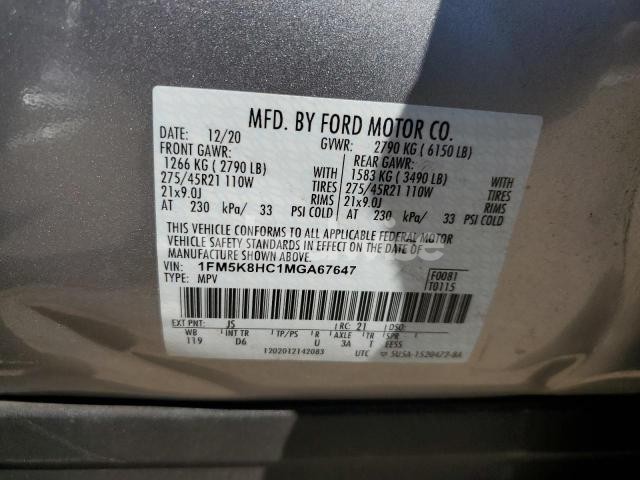 MFD. BY FORD MOTOR CO.
DATE: 12/20 GVWR: 2790 KG ( 6150 LB)
FRONT GAWR: REAR GAWR:
1266 KG ( 2790 LB) WITH 1583 KG ( 3490 LB) WITH
275/45R21 110W TIRES 275/45R21 110W TIRES
21x9.0J RIMS 21x9.0J RIMS
AT 230 kPa/ 33 PSI COLD AT 230 kPa/ 33 PSI COLD
THIS VEHICLE CONFORMS TO ALL APPLICABLE FEDERAL MOTOR
VEHICLE SAFETY STANDARDS IN EFFECT ON THE DATE OF
MANUFACTURE SHOWN ABOVE.
VIN: 1FM5K8HC1MGA67647 F0081
TYPE: MPV T0115
EXT PNT: JS RC: 21 DSO:
WB INT TR TP/PS R AXLE TR SPR
119 D6 U 3A T EESS
1202012142083 UTC 5U5A-1520472-BA